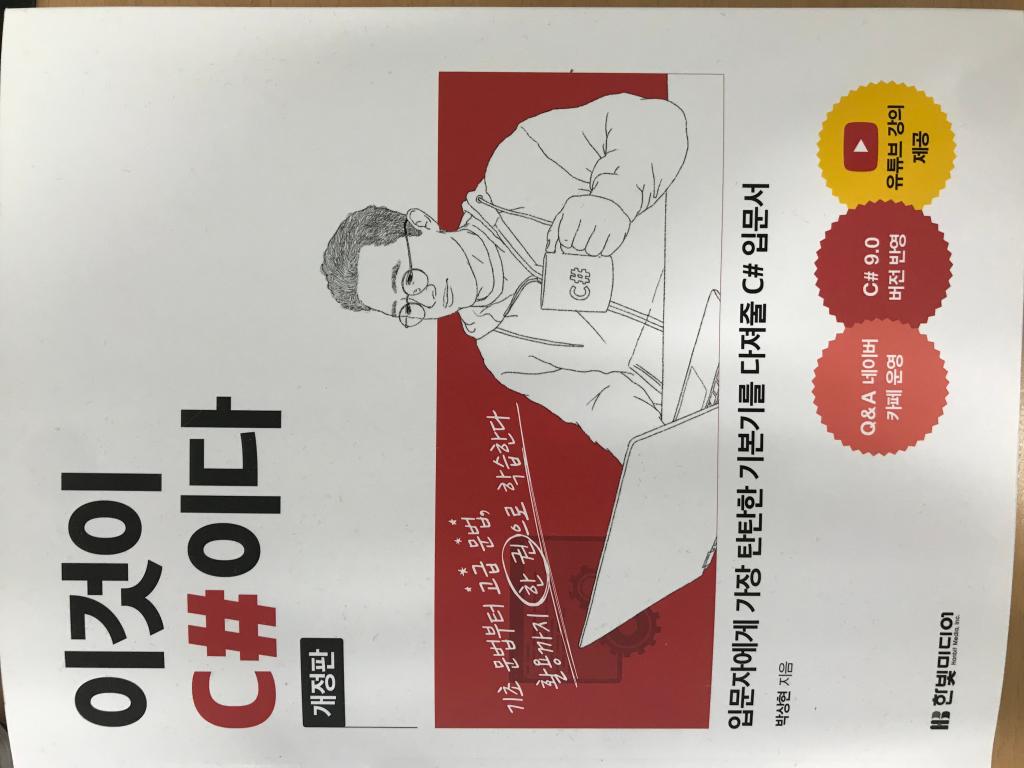 이것이
C#이다
개정판
기초 문법부터 고급 문법,
활용까지 한 권으로 학습한다
C#
입문자에게 가장 탄탄한 기본기를 다져줄 C# 입문서
박상현 지음
Q&A 네이버
카페 운영
C# 9.0
버전 반영
유튜브 강의
제공
HB 한빛미디어
Hanbit Media, Inc.